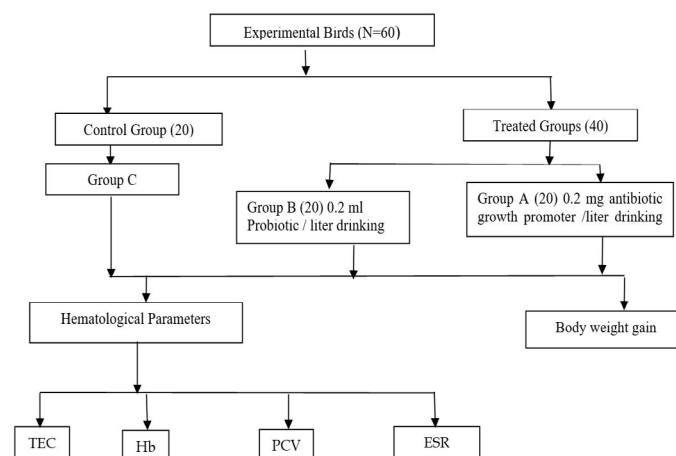 Experimental Birds (N=60)
Control Group (20)
Treated Groups (40)
Group C
Group B (20) 0.2 ml
Probiotic / liter drinking
Group A (20) 0.2 mg antibiotic
growth promoter /liter drinking
Hematological Parameters
Body weight gain
TEC
Hb
PCV
ESR